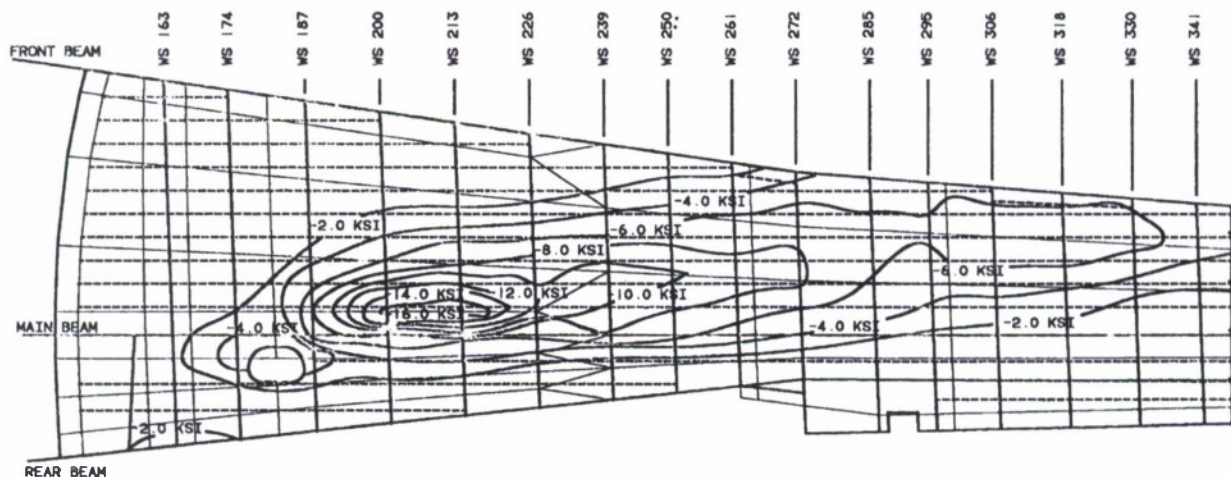 WS 163
WS 174
WS 187
WS 200
WS 213
WS 226
WS 239
WS 250
WS 261
WS 272
WS 285
WS 295
WS 306
WS 318
WS 330
WS 341
FRONT BEAM
-4.0 KSI
-2.0 KSI
-6.0 KSI
-8.0 KSI
-6.0 KSI
-14.0 KSI
-12.0 KSI
-10.0 KSI
-16.0 KSI
MAIN BEAM
-4.0 KSI
-4.0 KSI
-2.0 KSI
-2.0 KSI
REAR BEAM